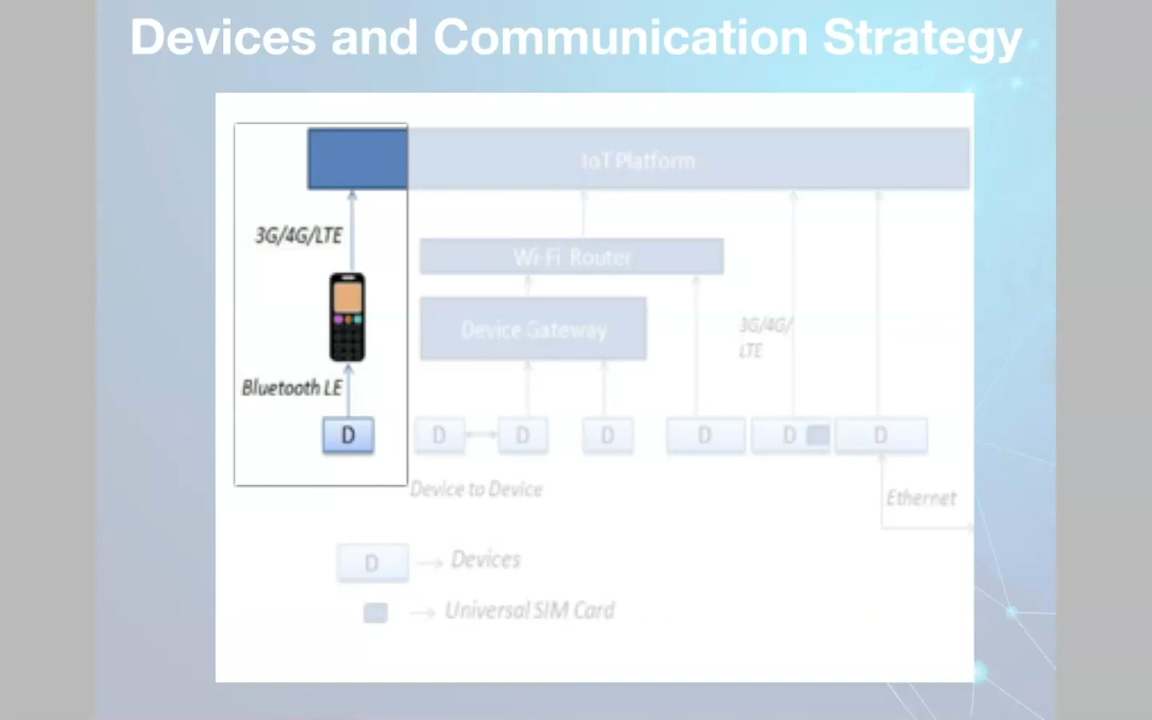 Devices and Communication Strategy
IoT Platform
3G/4G/LTE
Wi-Fi Router
Device Gateway
3G/4G/
LTE
Bluetooth LE
D
D
D
D
D
D
D
Device to Device
Ethernet
D
Devices
Universal SIM Card